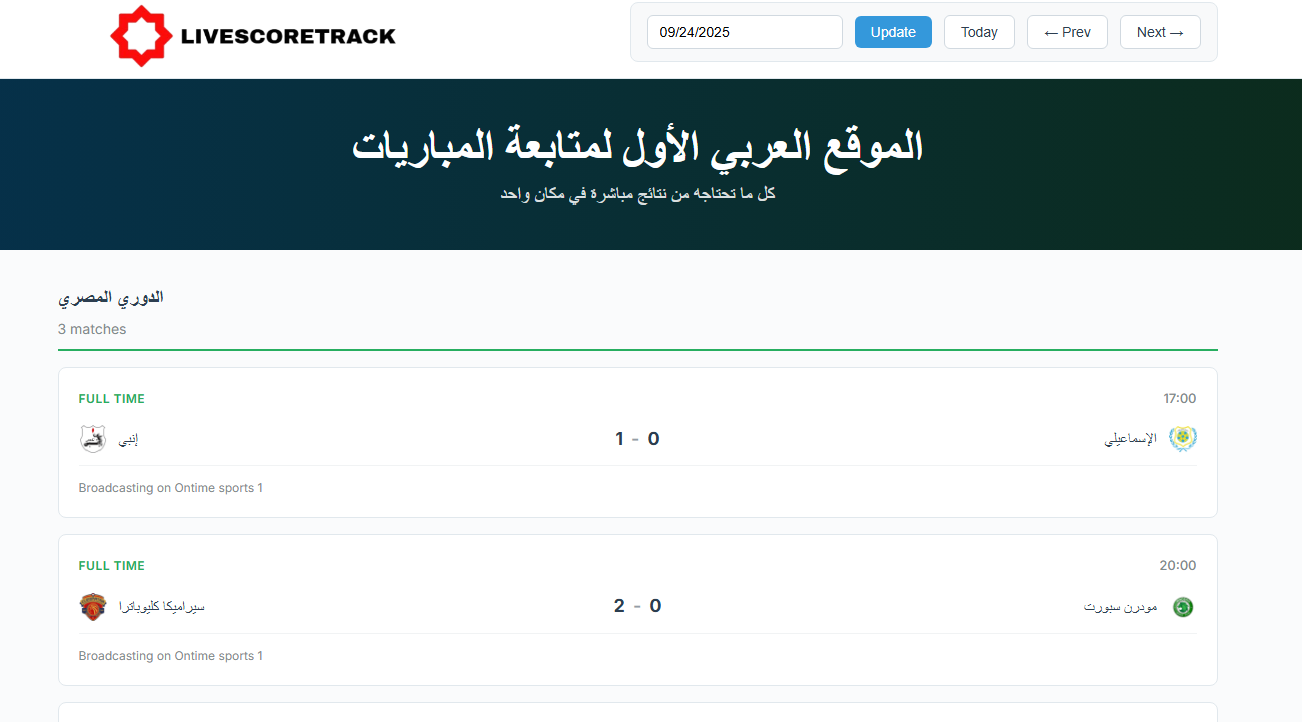 LIVESCORETRACK
09/24/2025 Update Today ← Prev Next →
الموقع العربي الأول لمتابعة المباريات
كل ما تحتاجه من نتائج مباشرة في مكان واحد
الدوري المصري
3 matches
FULL TIME 17:00
إنبي 1 - 0 الإسماعيلي
Broadcasting on Ontime sports 1
FULL TIME 20:00
سيراميكا كليوباترا 2 - 0 مودرن سبورت
Broadcasting on Ontime sports 1